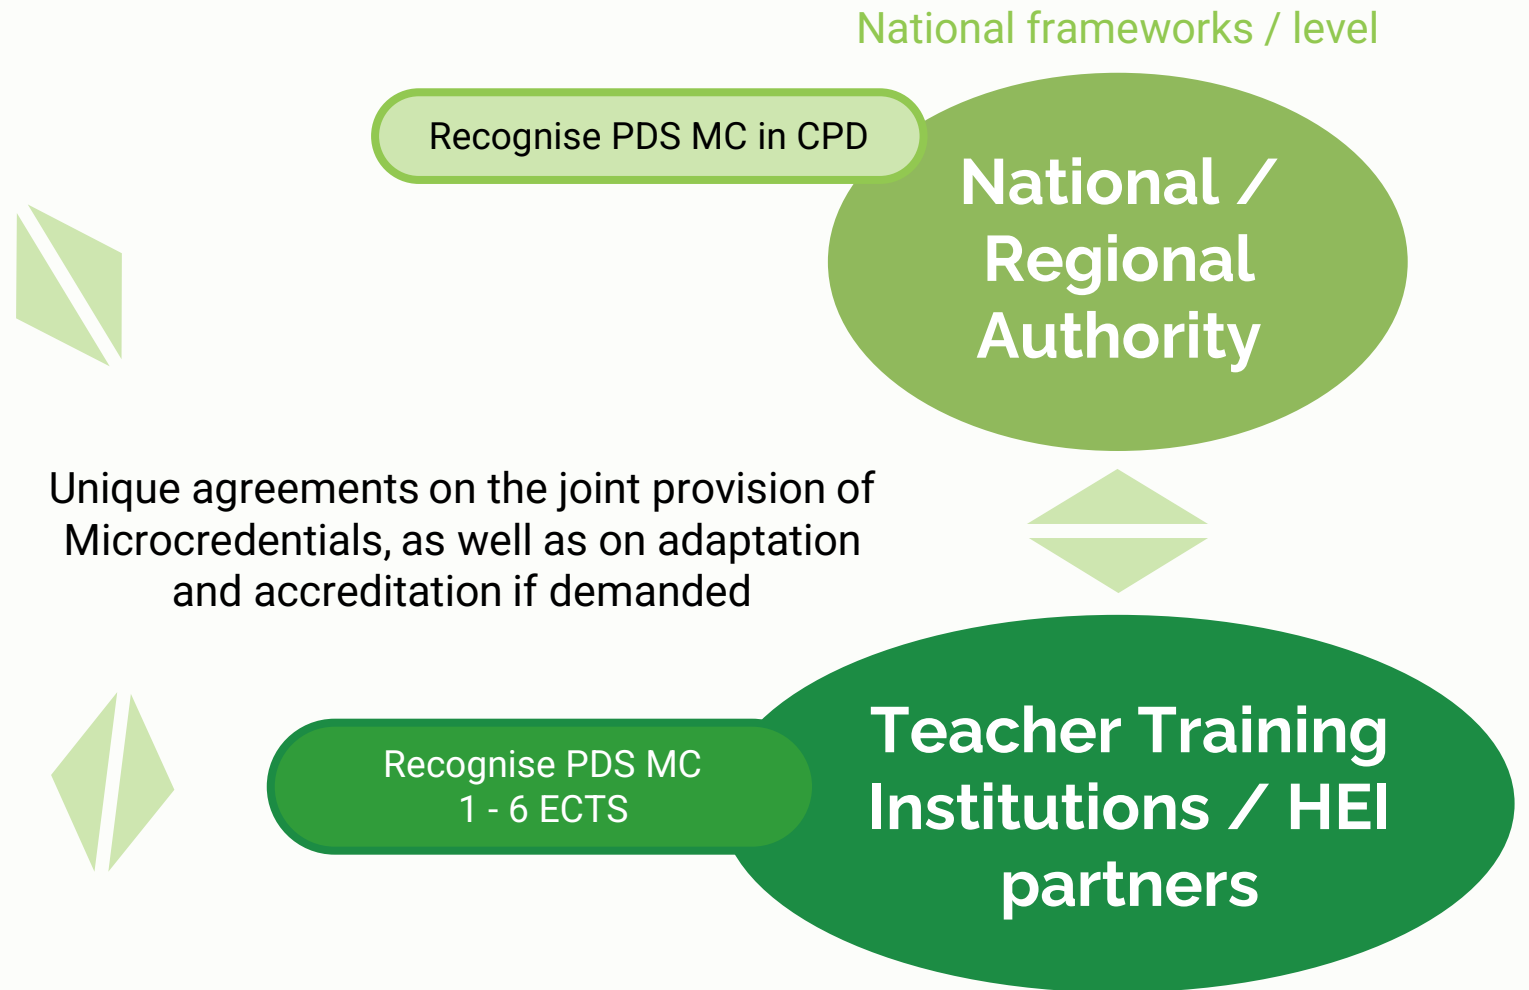 National frameworks / level
Recognise PDS MC in CPD
National /
Regional
Authority
Unique agreements on the joint provision of
Microcredentials, as well as on adaptation
and accreditation if demanded
Teacher Training
Institutions / HEI
partners
Recognise PDS MC
1 - 6 ECTS